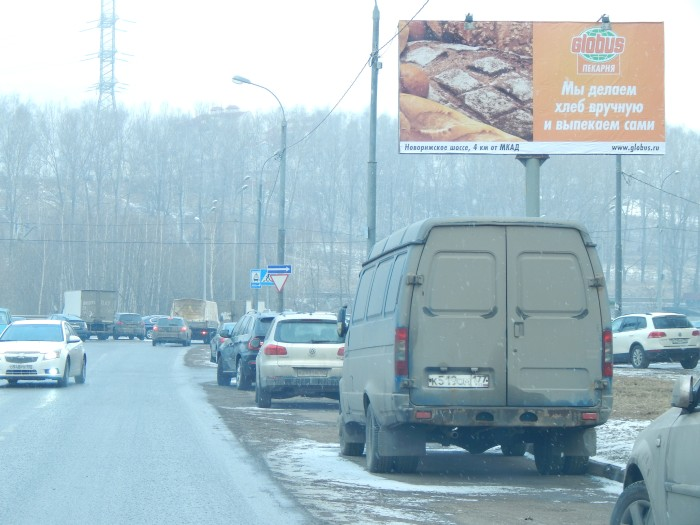 GLOBUS
ПЕКАРНЯ
Мы делаем
хлеб вручную
и выпекаем сами
Новорижское шоссе, 4 км от МКАД
www.globus.ru